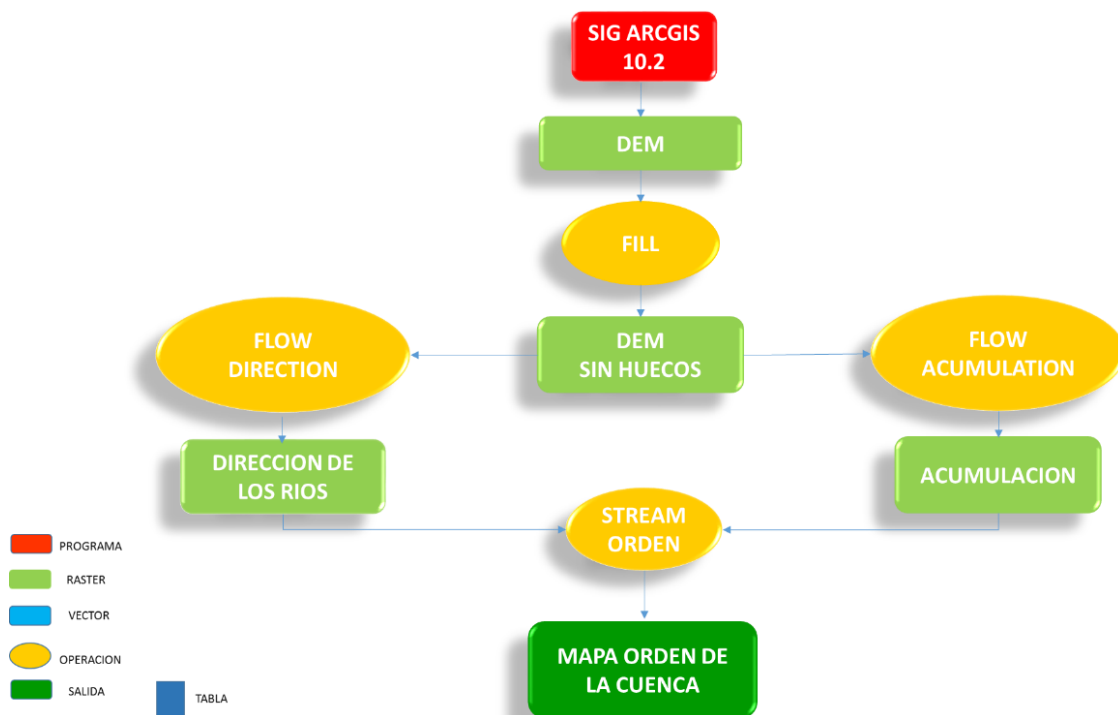 SIG ARCGIS
10.2
DEM
FILL
FLOW
DIRECTION
DEM
SIN HUECOS
FLOW
ACUMULATION
DIRECCION DE
LOS RIOS
ACUMULACION
STREAM
ORDEN
MAPA ORDEN DE
LA CUENCA
PROGRAMA
RASTER
VECTOR
OPERACION
SALIDA
TABLA